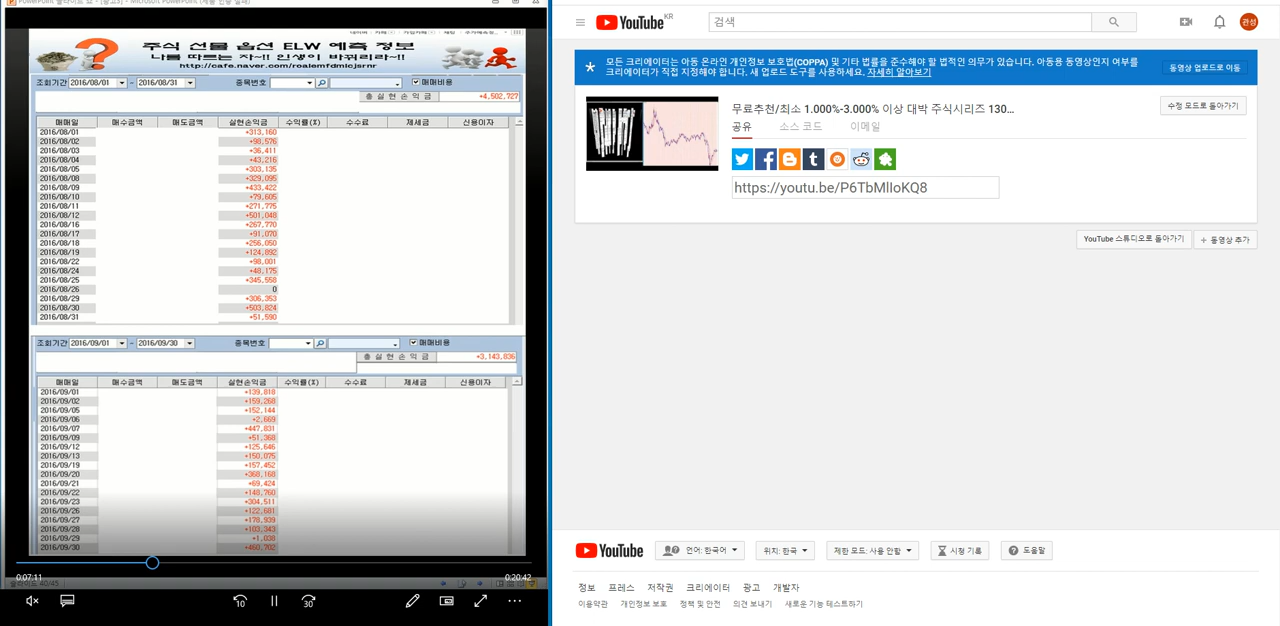 PowerPoint 슬라이드 쇼 - [광고3] - Microsoft PowerPoint (제품 인증 실패)
주식 선물 옵션 ELW 예측 정보
나를 따르는 자~!! 인생이 바뀌리라~!!
http://cafe.naver.com/roalemfdmlcjsrnr
조회기간 2016/08/01 ~ 2016/08/31 종목번호 매매비용
총 실 현 손 익 금 +4,502,727
매매일 매수금액 매도금액 실현손익금 수익률(%) 수수료 제세금 신용이자
2016/08/01 +313,160
2016/08/02 +98,576
2016/08/03 +36,411
2016/08/04 +43,216
2016/08/05 +303,135
2016/08/08 +329,095
2016/08/09 +433,422
2016/08/10 +79,605
2016/08/11 +271,775
2016/08/12 +501,048
2016/08/16 +267,770
2016/08/17 +91,070
2016/08/18 +256,050
2016/08/19 +124,892
2016/08/22 +98,001
2016/08/24 +48,175
2016/08/25 +345,558
2016/08/26 0
2016/08/29 +306,353
2016/08/30 +503,824
2016/08/31 +51,590
조회기간 2016/09/01 ~ 2016/09/30 종목번호 매매비용
총 실 현 손 익 금 +3,143,836
매매일 매수금액 매도금액 실현손익금 수익률(%) 수수료 제세금 신용이자
2016/09/01 +139,818
2016/09/02 +159,268
2016/09/05 +152,144
2016/09/06 +2,669
2016/09/07 +447,831
2016/09/09 +51,368
2016/09/12 +125,646
2016/09/13 +150,075
2016/09/19 +157,452
2016/09/20 +368,168
2016/09/21 +69,424
2016/09/22 +148,760
2016/09/23 +304,511
2016/09/26 +122,681
2016/09/27 +178,939
2016/09/28 +103,343
2016/09/29 +1,038
2016/09/30 +460,702
0:07:11 0:20:42
슬라이드 40/45
10 30
YouTube KR
검색
관심
모든 크리에이터는 아동 온라인 개인정보 보호법(COPPA) 및 기타 법률을 준수해야 할 법적인 의무가 있습니다. 아동용 동영상인지 여부를
크리에이터가 직접 지정해야 합니다. 새 업로드 도구를 사용하세요. 자세히 알아보기
동영상 업로드로 이동
무료추천/최소 1.000%-3.000% 이상 대박 주식시리즈 130...
수정 모드로 돌아가기
공유 소스 코드 이메일
https://youtu.be/P6TbMlloKQ8
YouTube 스튜디오로 돌아가기 + 동영상 추가
YouTube 언어: 한국어 위치: 한국 제한 모드: 사용 안함 시청 기록 도움말
정보 프레스 저작권 크리에이터 광고 개발자
이용약관 개인정보 보호 정책 및 안전 의견 보내기 새로운 기능 테스트하기